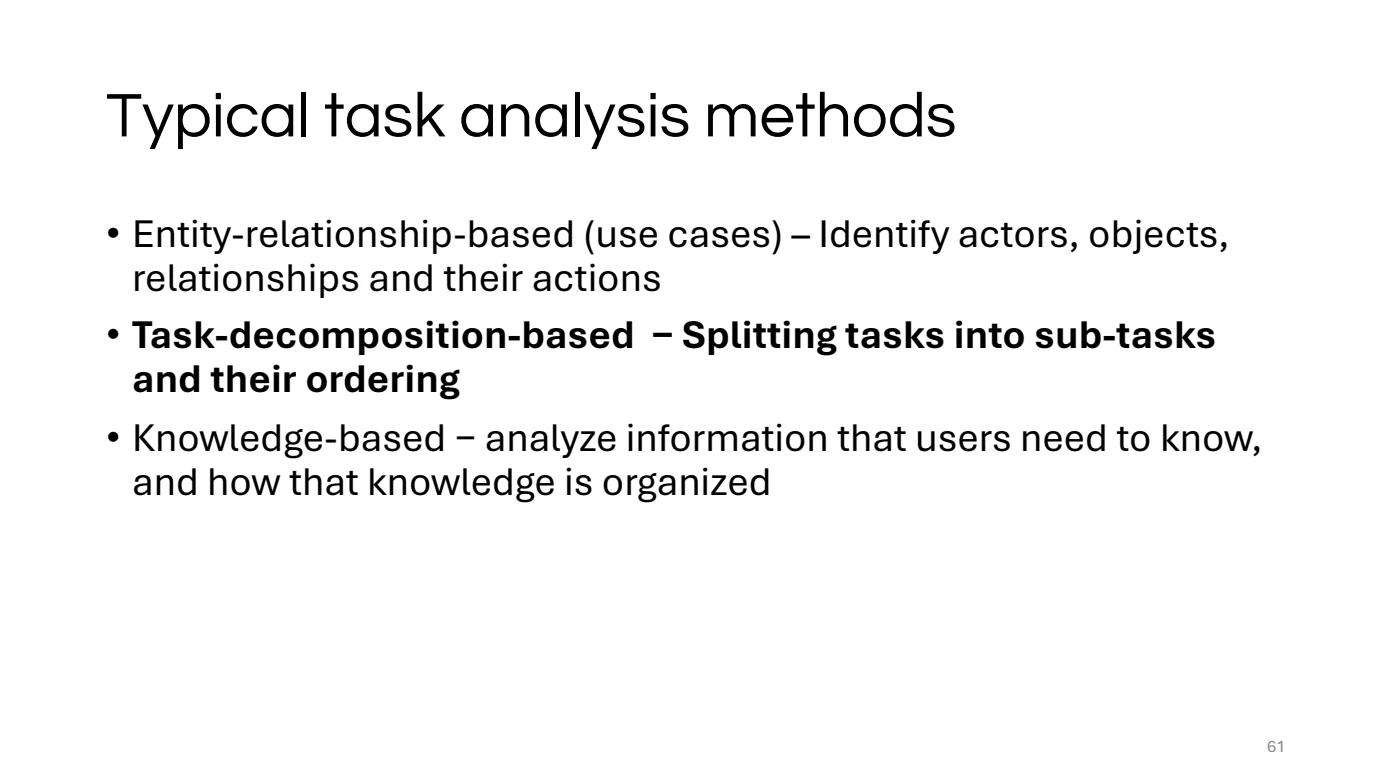 Typical task analysis methods
• Entity-relationship-based (use cases) – Identify actors, objects,
relationships and their actions
• Task-decomposition-based  − Splitting tasks into sub-tasks
and their ordering
• Knowledge-based − analyze information that users need to know,
and how that knowledge is organized
61